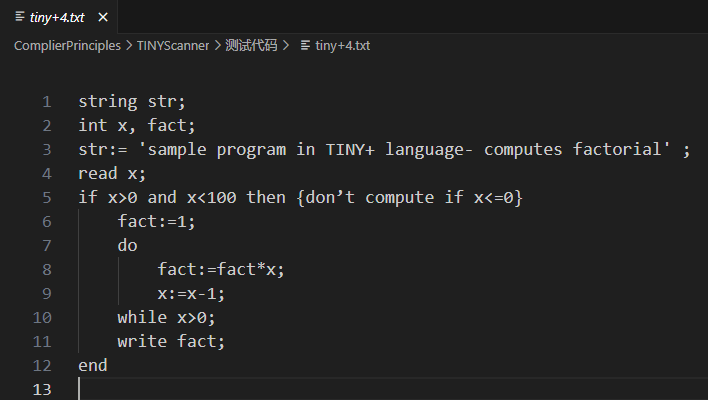 tiny+4.txt ×
ComplierPrinciples > TINYScanner > 测试代码 > tiny+4.txt
1 string str;
2 int x, fact;
3 str:= 'sample program in TINY+ language- computes factorial' ;
4 read x;
5 if x>0 and x<100 then {don’t compute if x<=0}
6     fact:=1;
7     do
8         fact:=fact*x;
9         x:=x-1;
10     while x>0;
11     write fact;
12 end
13